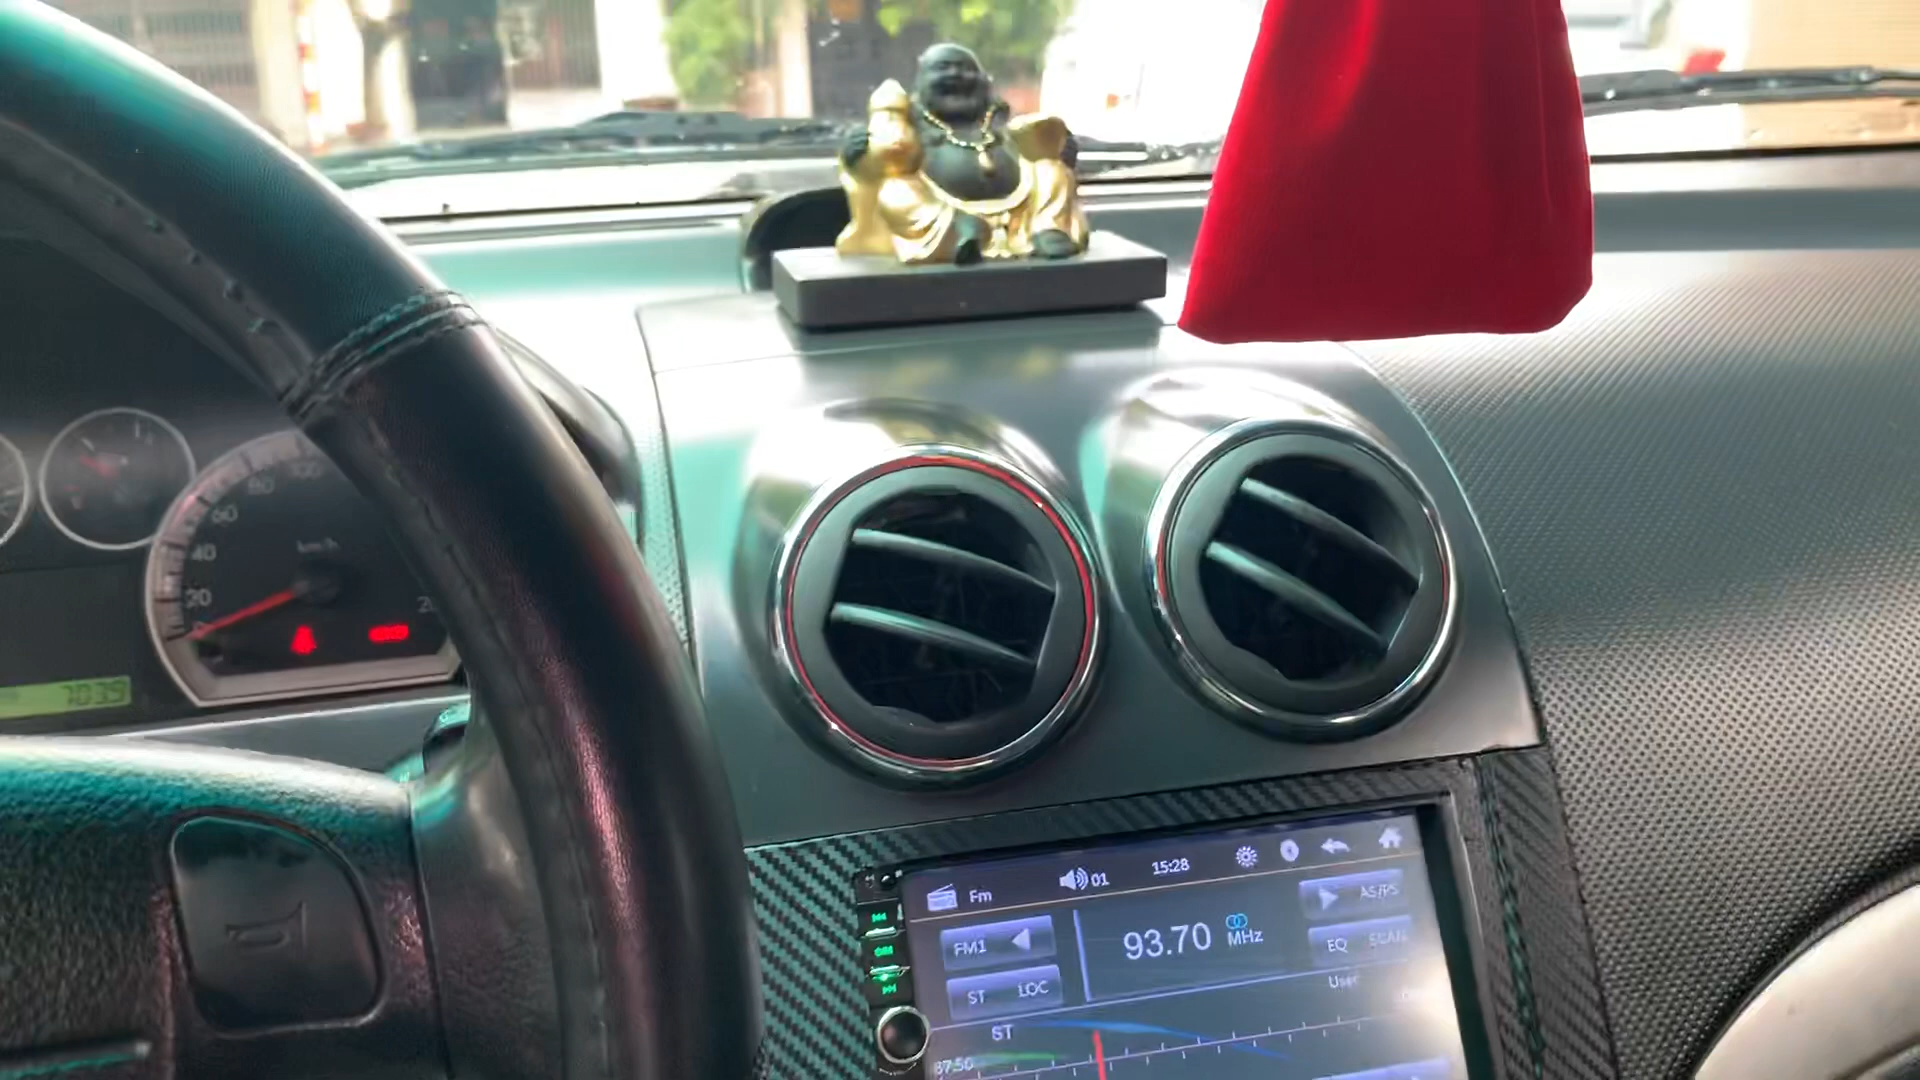 80
60
40
20
km/h
7039
Fm
01
15:28
FM1
93.70
MHz
AS/PS
EQ
SCAN
ST
LOC
User
ST
87.50